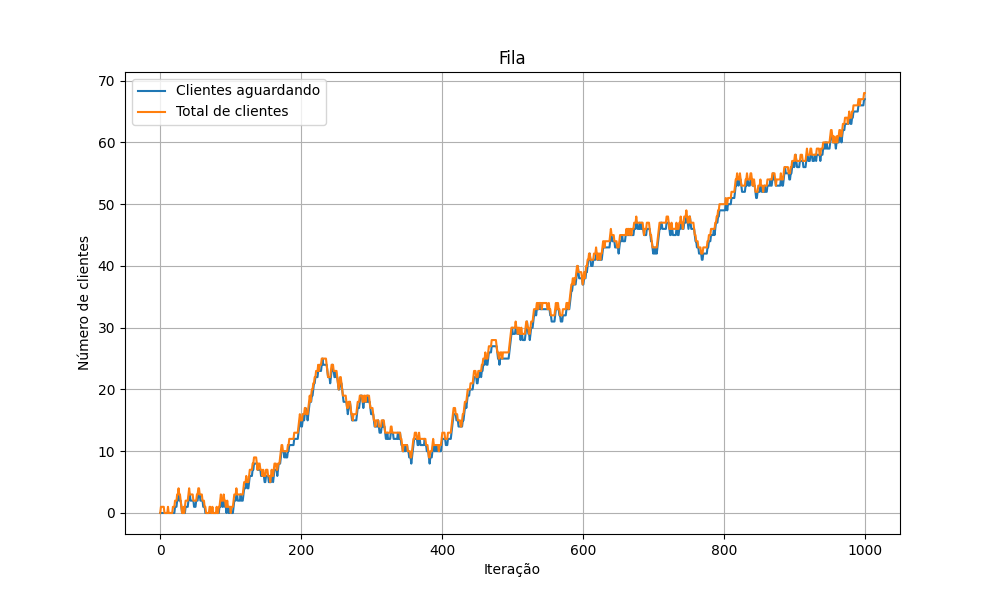 Fila
Clientes aguardando
Total de clientes
Número de clientes
70
60
50
40
30
20
10
0
0 200 400 600 800 1000
Iteração